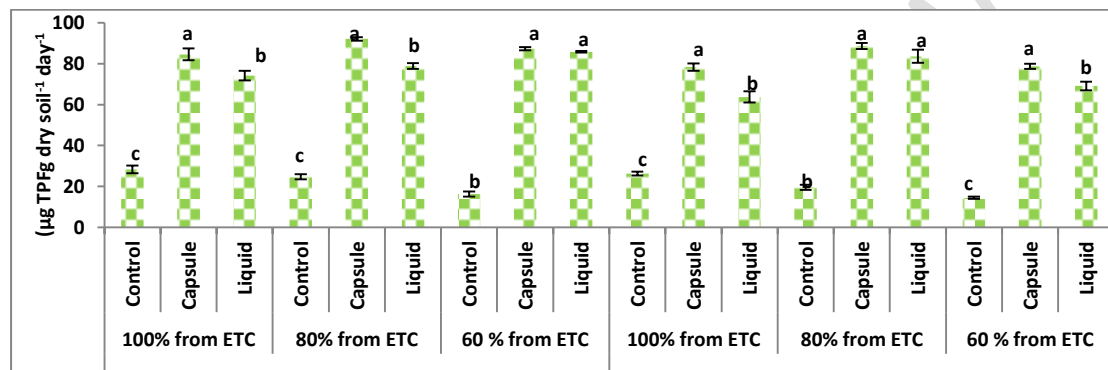 (µg TPFg dry soil-1 day-1
100
80
60
40
20
0
c a b c a b b a a c a b b a a c a b
Control Capsule Liquid Control Capsule Liquid Control Capsule Liquid Control Capsule Liquid Control Capsule Liquid Control Capsule Liquid
100% from ETC 80% from ETC 60 % from ETC 100% from ETC 80% from ETC 60 % from ETC